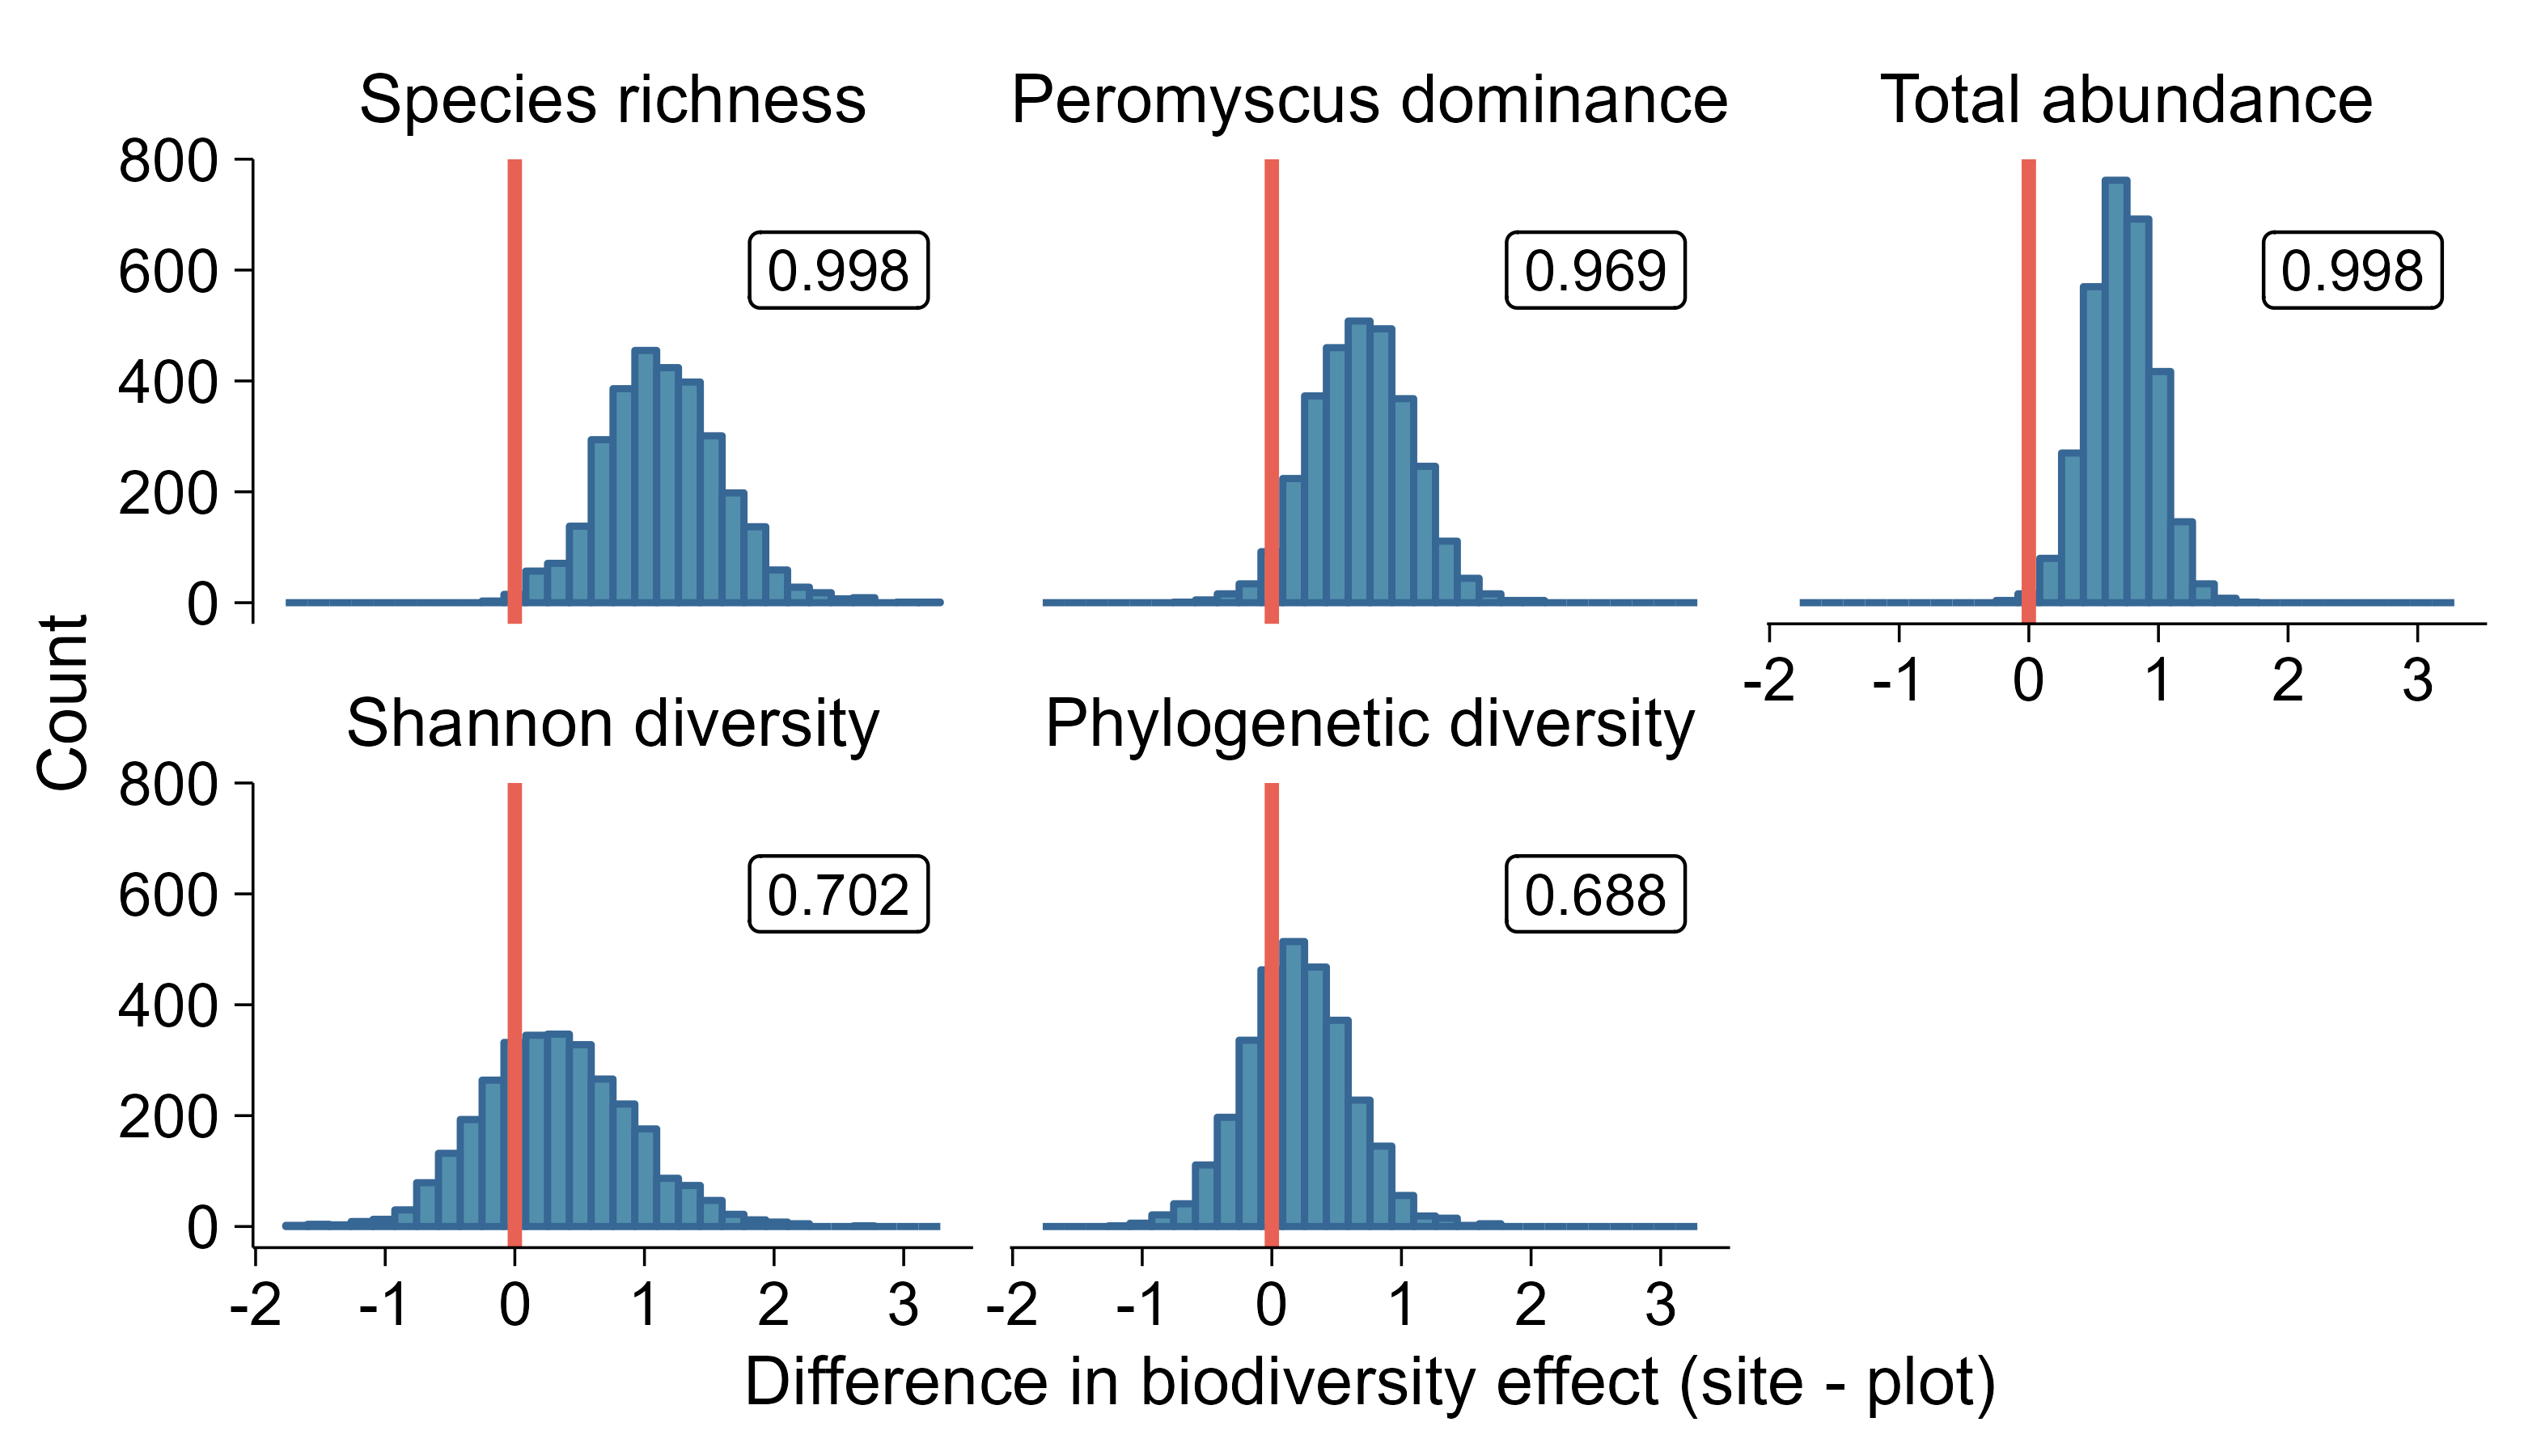 Species richness
Peromyscus dominance
Total abundance
800
600
400
200
0
0.998
0.969
0.998
-2 -1 0 1 2 3
Count
Shannon diversity
Phylogenetic diversity
800
600
400
200
0
0.702
0.688
-2 -1 0 1 2 3
-2 -1 0 1 2 3
Difference in biodiversity effect (site - plot)